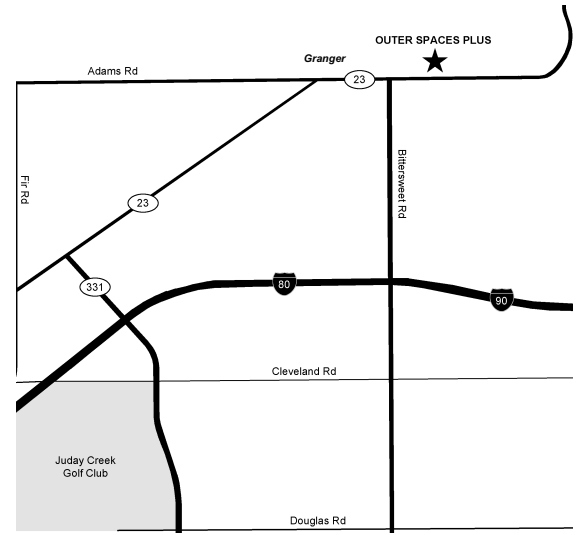 OUTER SPACES PLUS
Granger
Adams Rd
23
Bittersweet Rd
Fir Rd
23
331
80
90
Cleveland Rd
Juday Creek
Golf Club
Douglas Rd